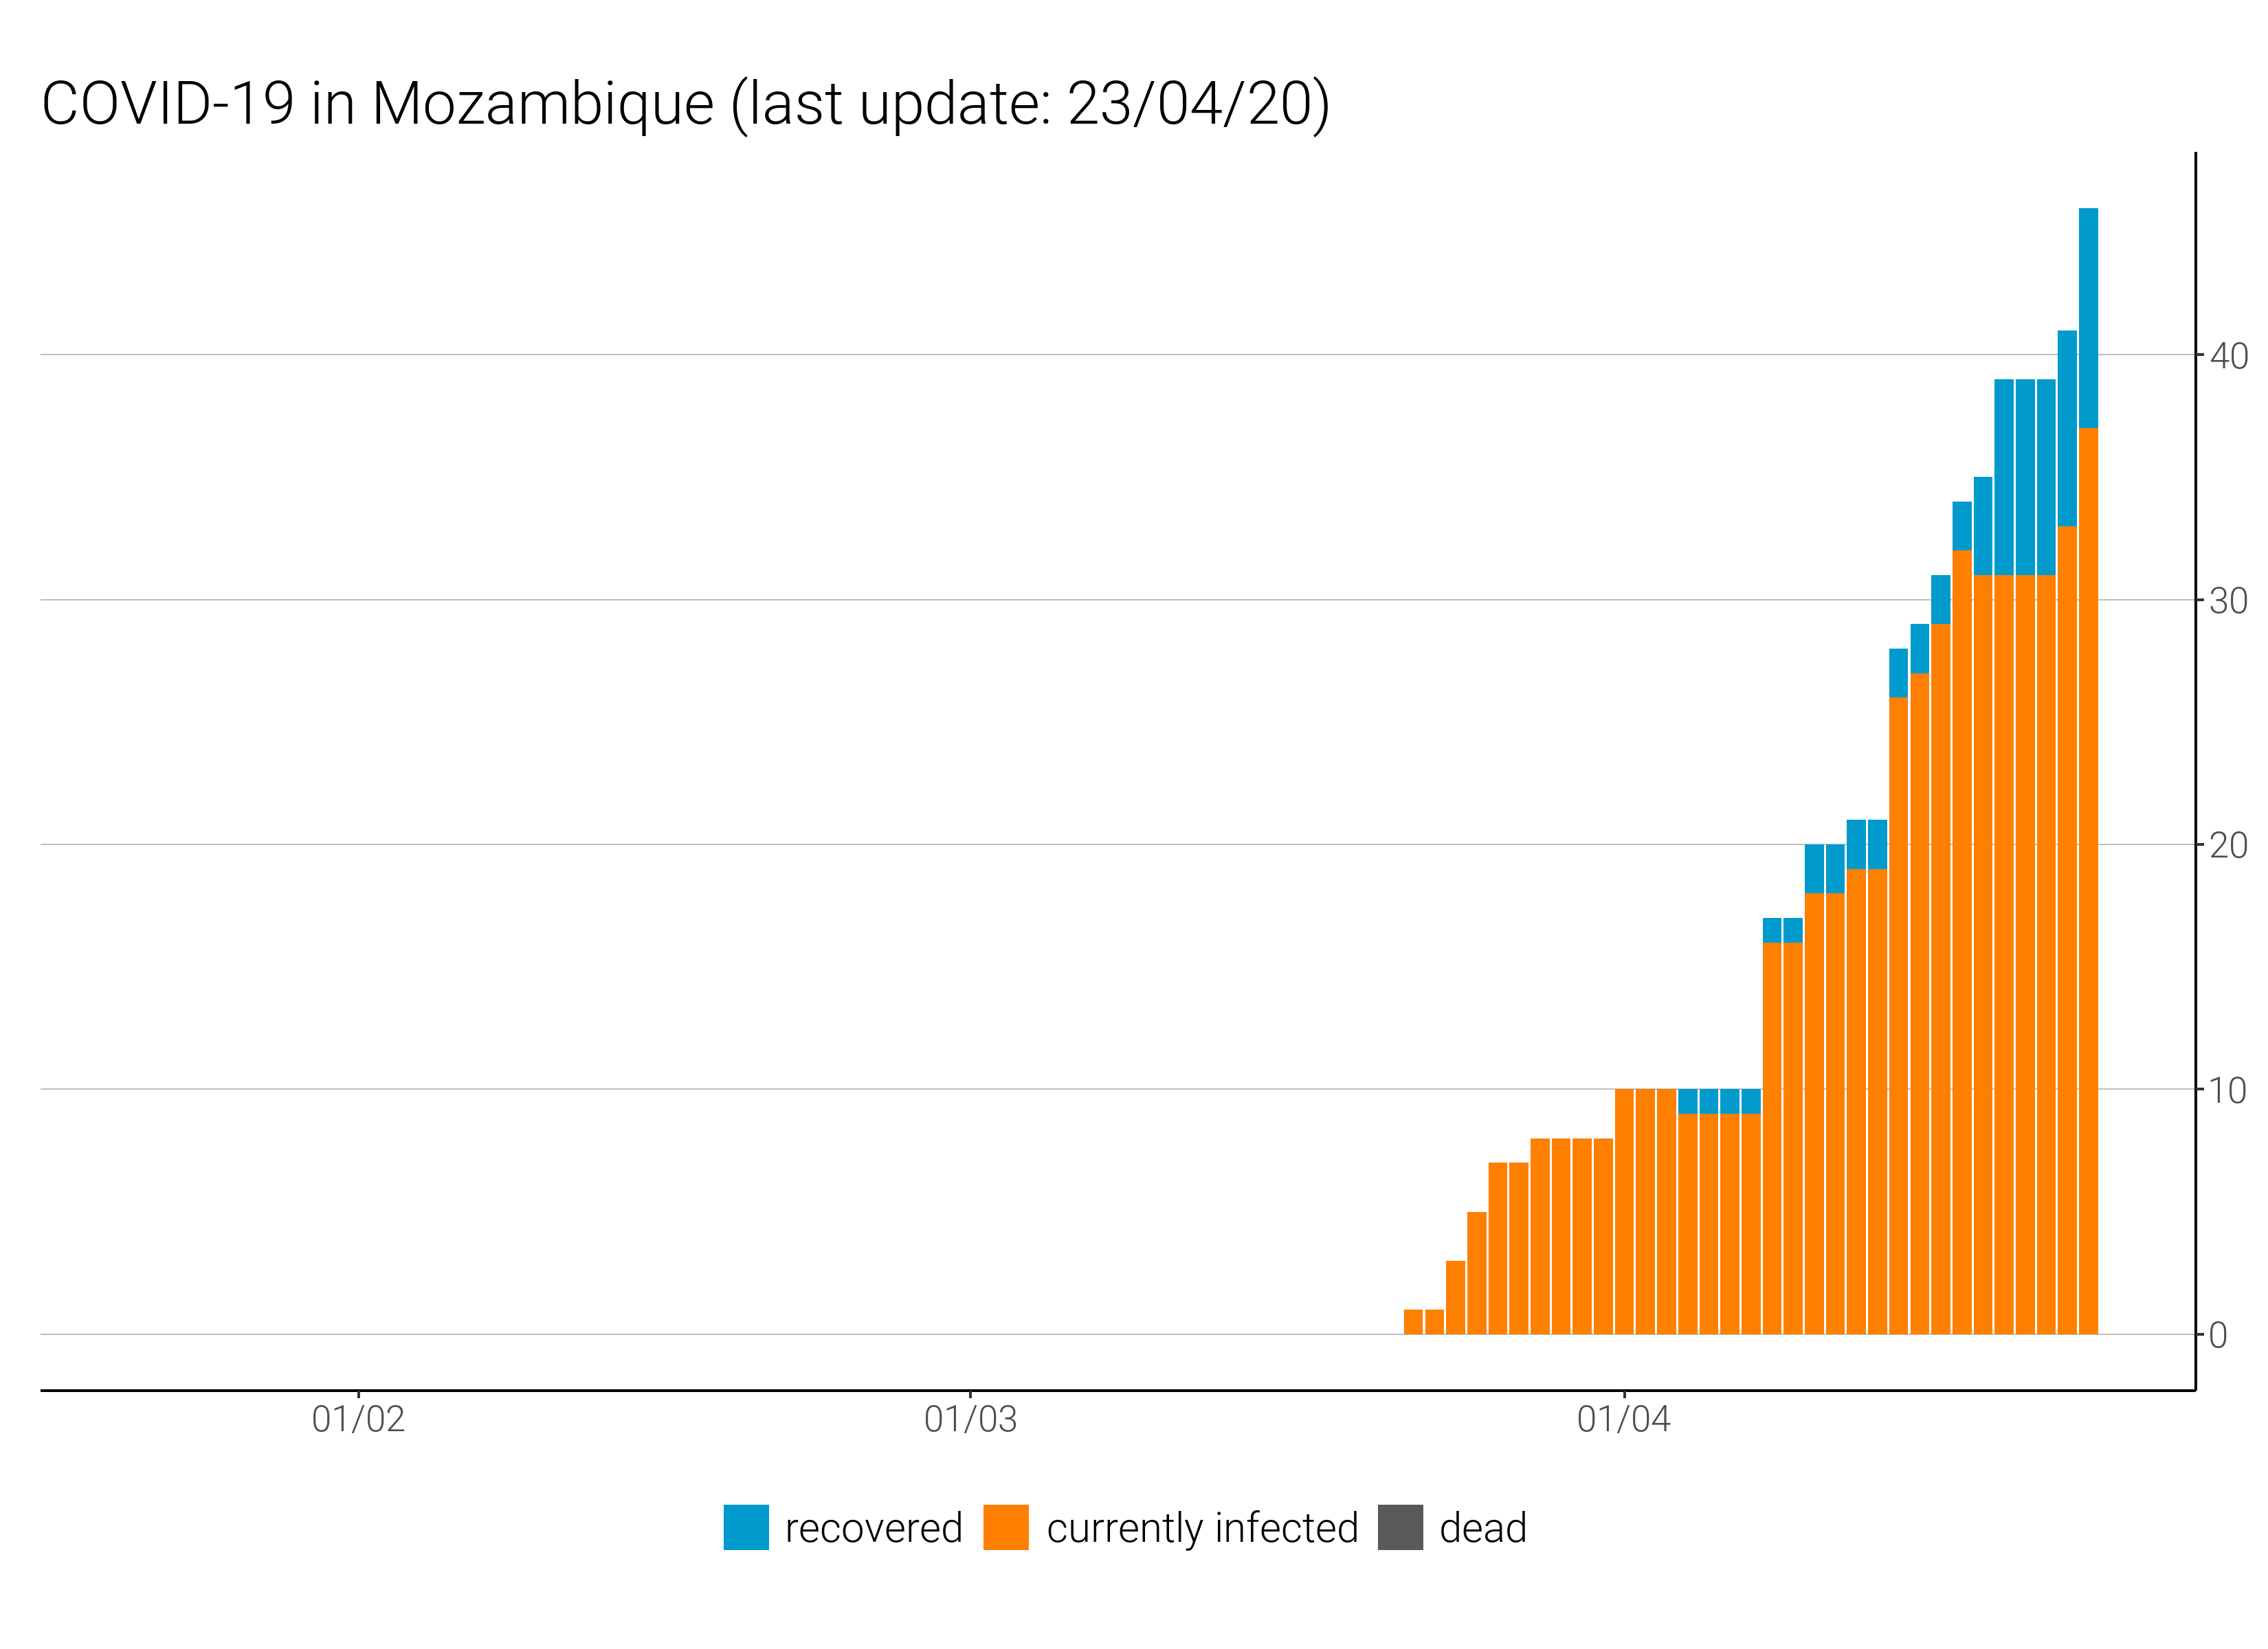 COVID-19 in Mozambique (last update: 23/04/20)
40
30
20
10
0
01/02 01/03 01/04
recovered currently infected dead